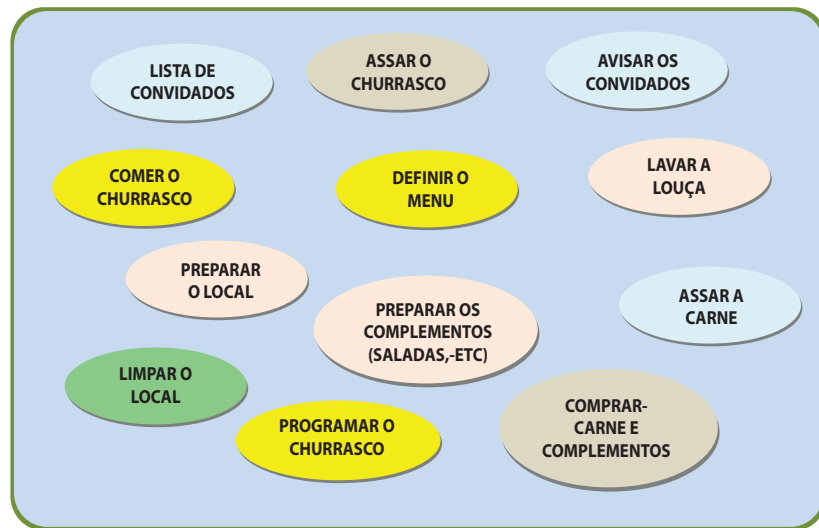 LISTA DE
CONVIDADOS
ASSAR O
CHURRASCO
AVISAR OS
CONVIDADOS
COMER O
CHURRASCO
DEFINIR O
MENU
LAVAR A
LOUÇA
PREPARAR
O LOCAL
PREPARAR OS
COMPLEMENTOS
(SALADAS,-ETC)
ASSAR A
CARNE
LIMPAR O
LOCAL
PROGRAMAR O
CHURRASCO
COMPRAR-
CARNE E
COMPLEMENTOS